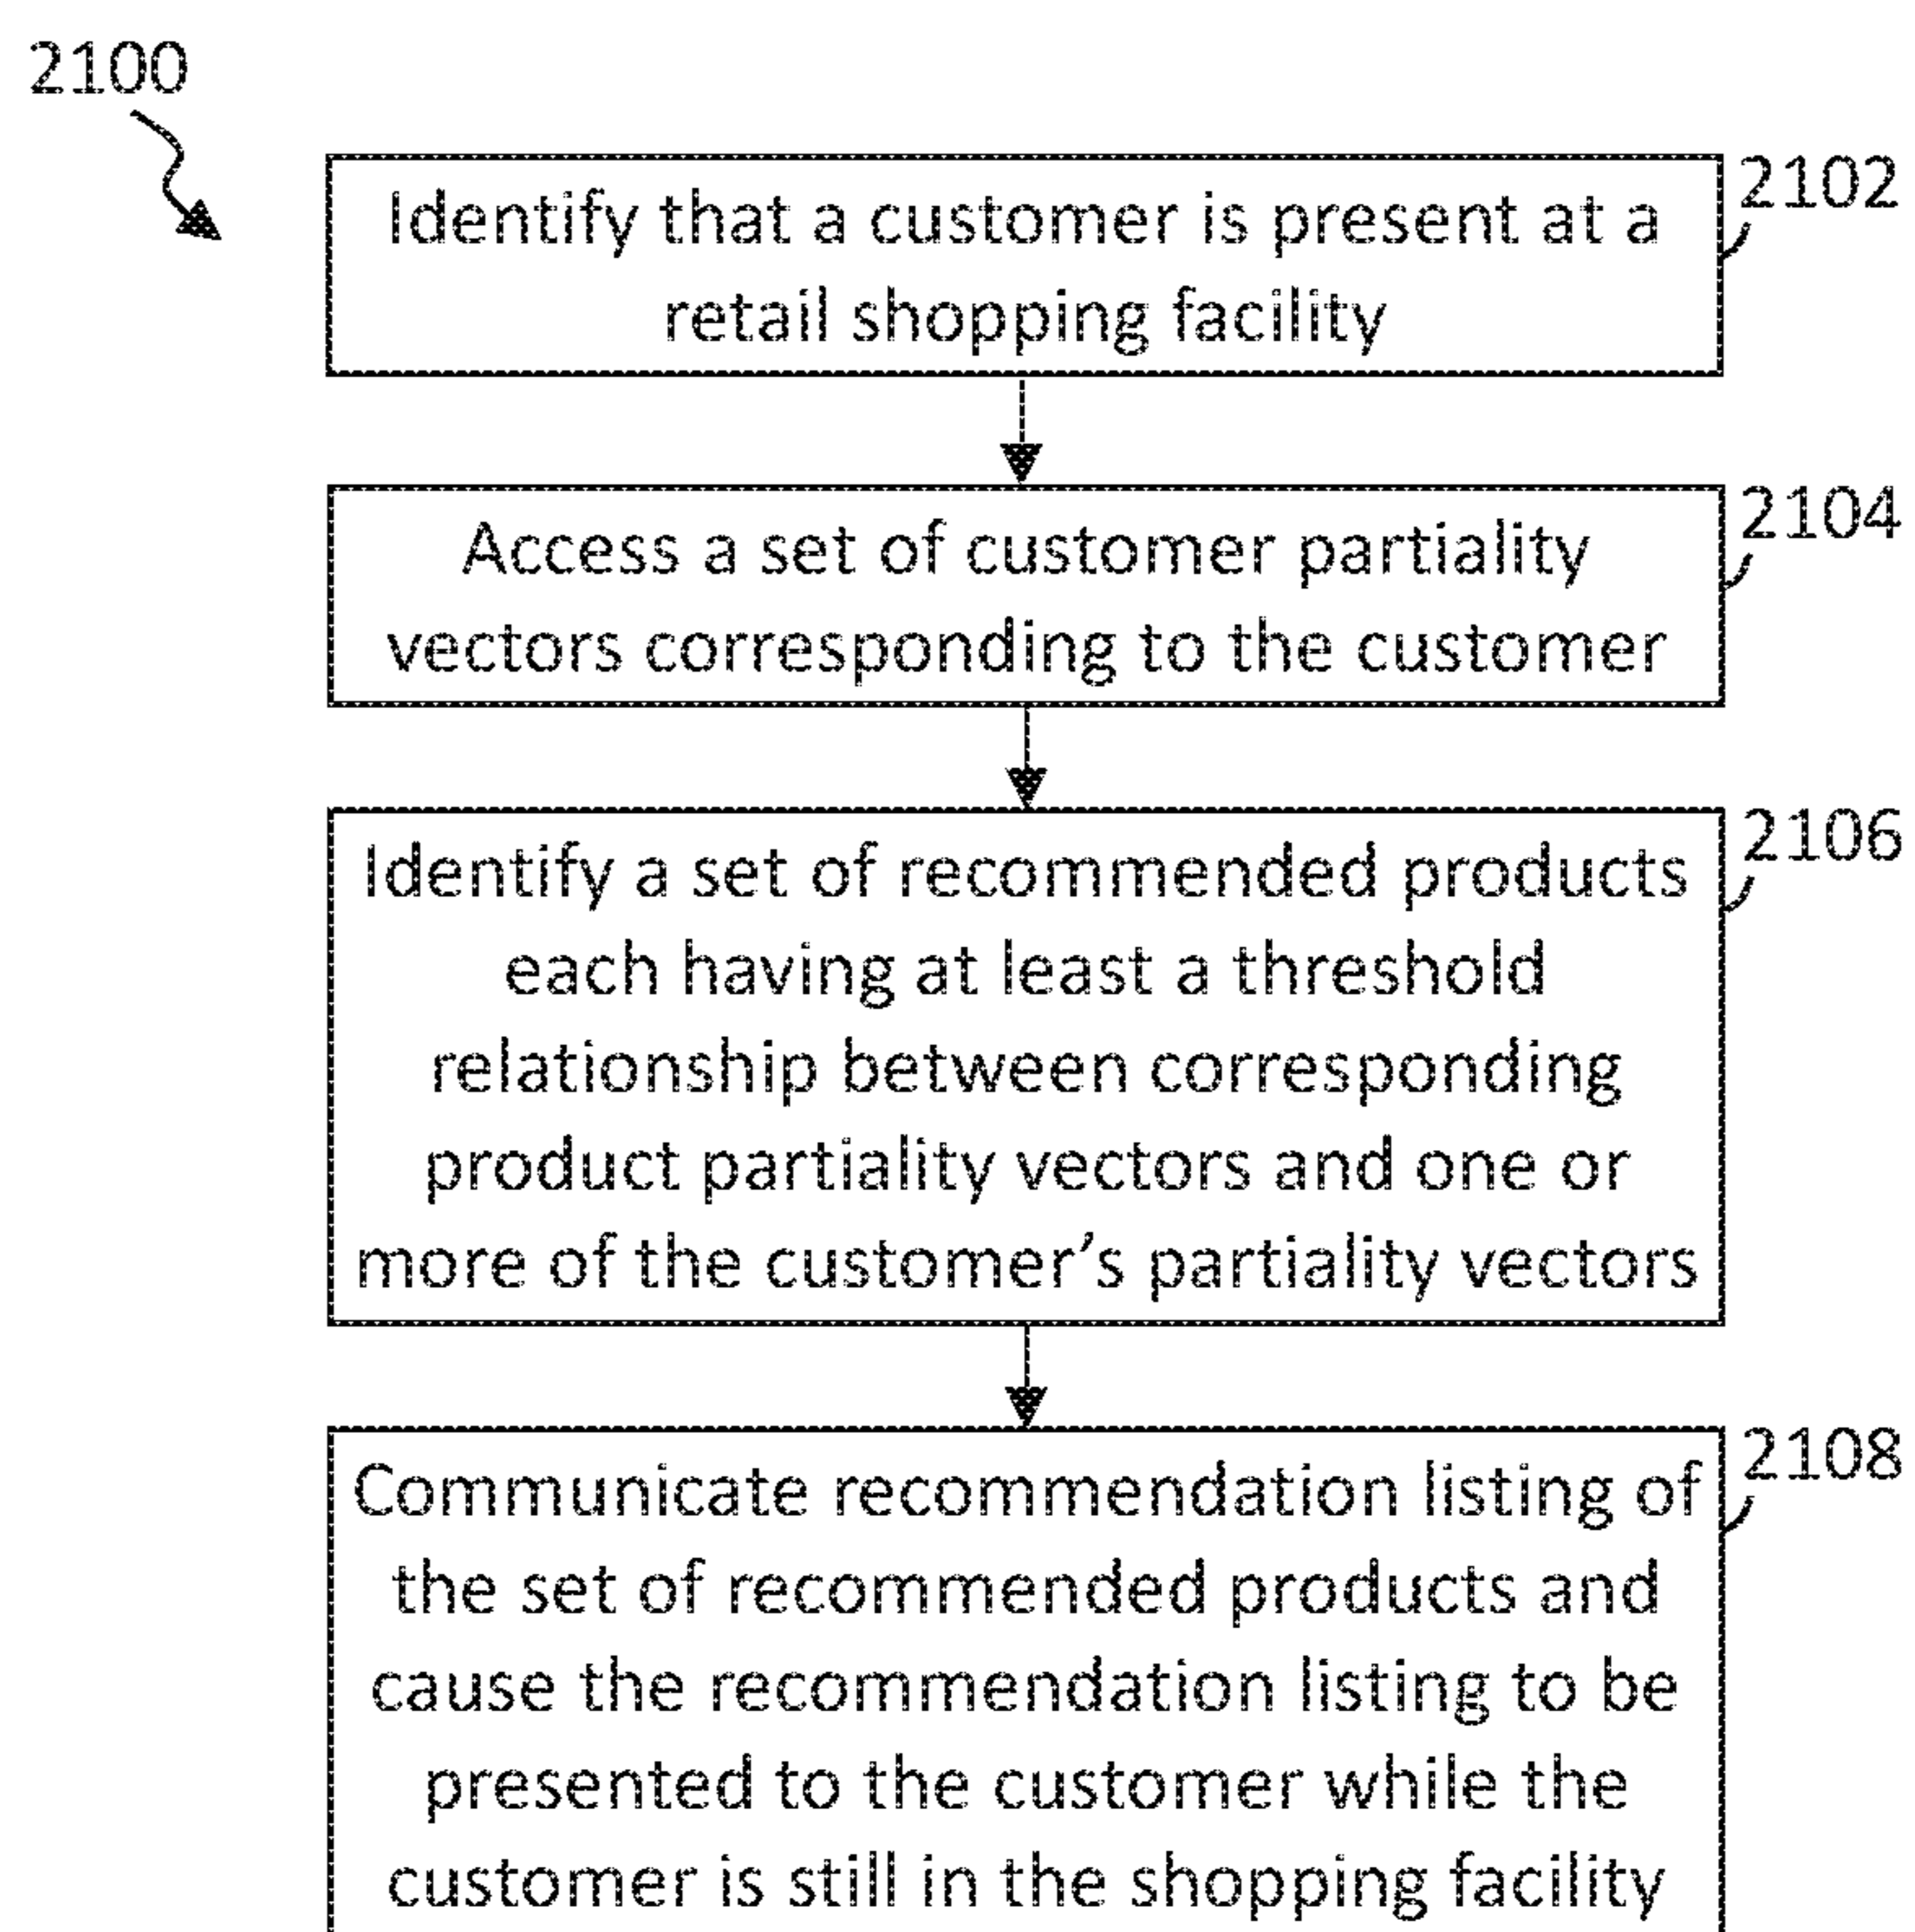 2100
2102
Identify that a customer is present at a
retail shopping facility
2104
Access a set of customer partiality
vectors corresponding to the customer
2106
Identify a set of recommended products
each having at least a threshold
relationship between corresponding
product partiality vectors and one or
more of the customer's partiality vectors
2108
Communicate recommendation listing of
the set of recommended products and
cause the recommendation listing to be
presented to the customer while the
customer is still in the shopping facility